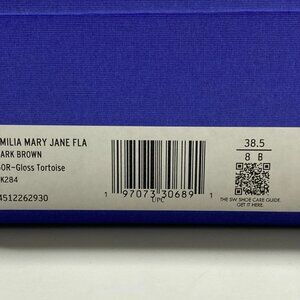 MILIA MARY JANE FLA
ARK BROWN
OR-Gloss Tortoise
K284
4512262930
1 97073 30689 1
UPC
38.5
8 B
THE SW SHOE CARE GUIDE.
GET IT HERE.